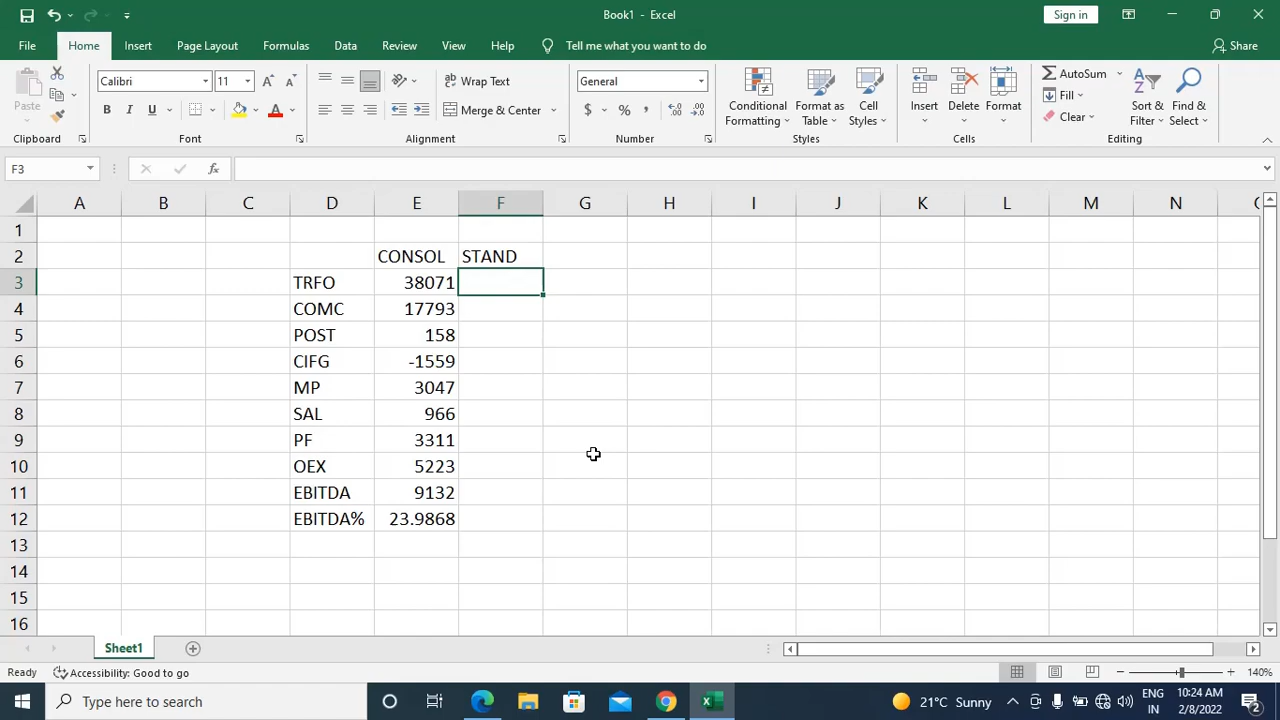 Book1 - Excel
Sign in
File Home Insert Page Layout Formulas Data Review View Help Tell me what you want to do Share
Paste
Clipboard
Calibri 11
B I U A
Font
Wrap Text
Merge & Center
Alignment
General
$ % ,
Number
Conditional Formatting
Format as Table
Cell Styles
Styles
Insert
Delete
Format
Cells
AutoSum
Fill
Clear
Sort & Filter
Find & Select
Editing
F3 fx
A B C D E F G H I J K L M N
1
2 CONSOL STAND
3 TRFO 38071
4 COMC 17793
5 POST 158
6 CIFG -1559
7 MP 3047
8 SAL 966
9 PF 3311
10 OEX 5223
11 EBITDA 9132
12 EBITDA% 23.9868
13
14
15
16
Sheet1
Ready Accessibility: Good to go 140%
Type here to search
21°C Sunny
ENG
IN
10:24 AM
2/8/2022
2